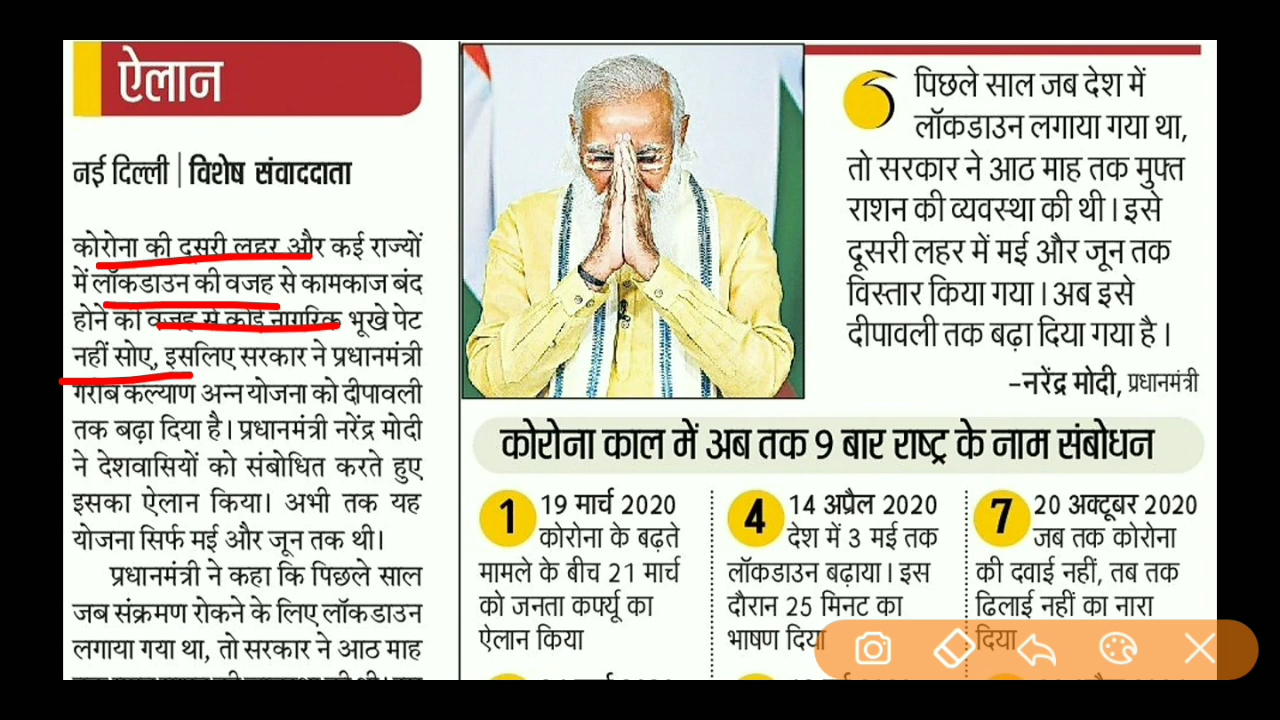 ऐलान
नई दिल्ली | विशेष संवाददाता
कोरोना की दूसरी लहर और कई राज्यों
में लॉकडाउन की वजह से कामकाज बंद
होने की वजह से कोई नागरिक भूखे पेट
नहीं सोए, इसलिए सरकार ने प्रधानमंत्री
गरीब कल्याण अन्न योजना को दीपावली
तक बढ़ा दिया है। प्रधानमंत्री नरेंद्र मोदी
ने देशवासियों को संबोधित करते हुए
इसका ऐलान किया। अभी तक यह
योजना सिर्फ मई और जून तक थी।
प्रधानमंत्री ने कहा कि पिछले साल
जब संक्रमण रोकने के लिए लॉकडाउन
लगाया गया था, तो सरकार ने आठ माह
पिछले साल जब देश में
लॉकडाउन लगाया गया था,
तो सरकार ने आठ माह तक मुफ्त
राशन की व्यवस्था की थी। इसे
दूसरी लहर में मई और जून तक
विस्तार किया गया। अब इसे
दीपावली तक बढ़ा दिया गया है।
-नरेंद्र मोदी, प्रधानमंत्री
कोरोना काल में अब तक 9 बार राष्ट्र के नाम संबोधन
1 19 मार्च 2020
कोरोना के बढ़ते
मामले के बीच 21 मार्च
को जनता कर्फ्यू का
ऐलान किया
4 14 अप्रैल 2020
देश में 3 मई तक
लॉकडाउन बढ़ाया। इस
दौरान 25 मिनट का
भाषण दिया
7 20 अक्टूबर 2020
जब तक कोरोना
की दवाई नहीं, तब तक
ढिलाई नहीं का नारा
दिया